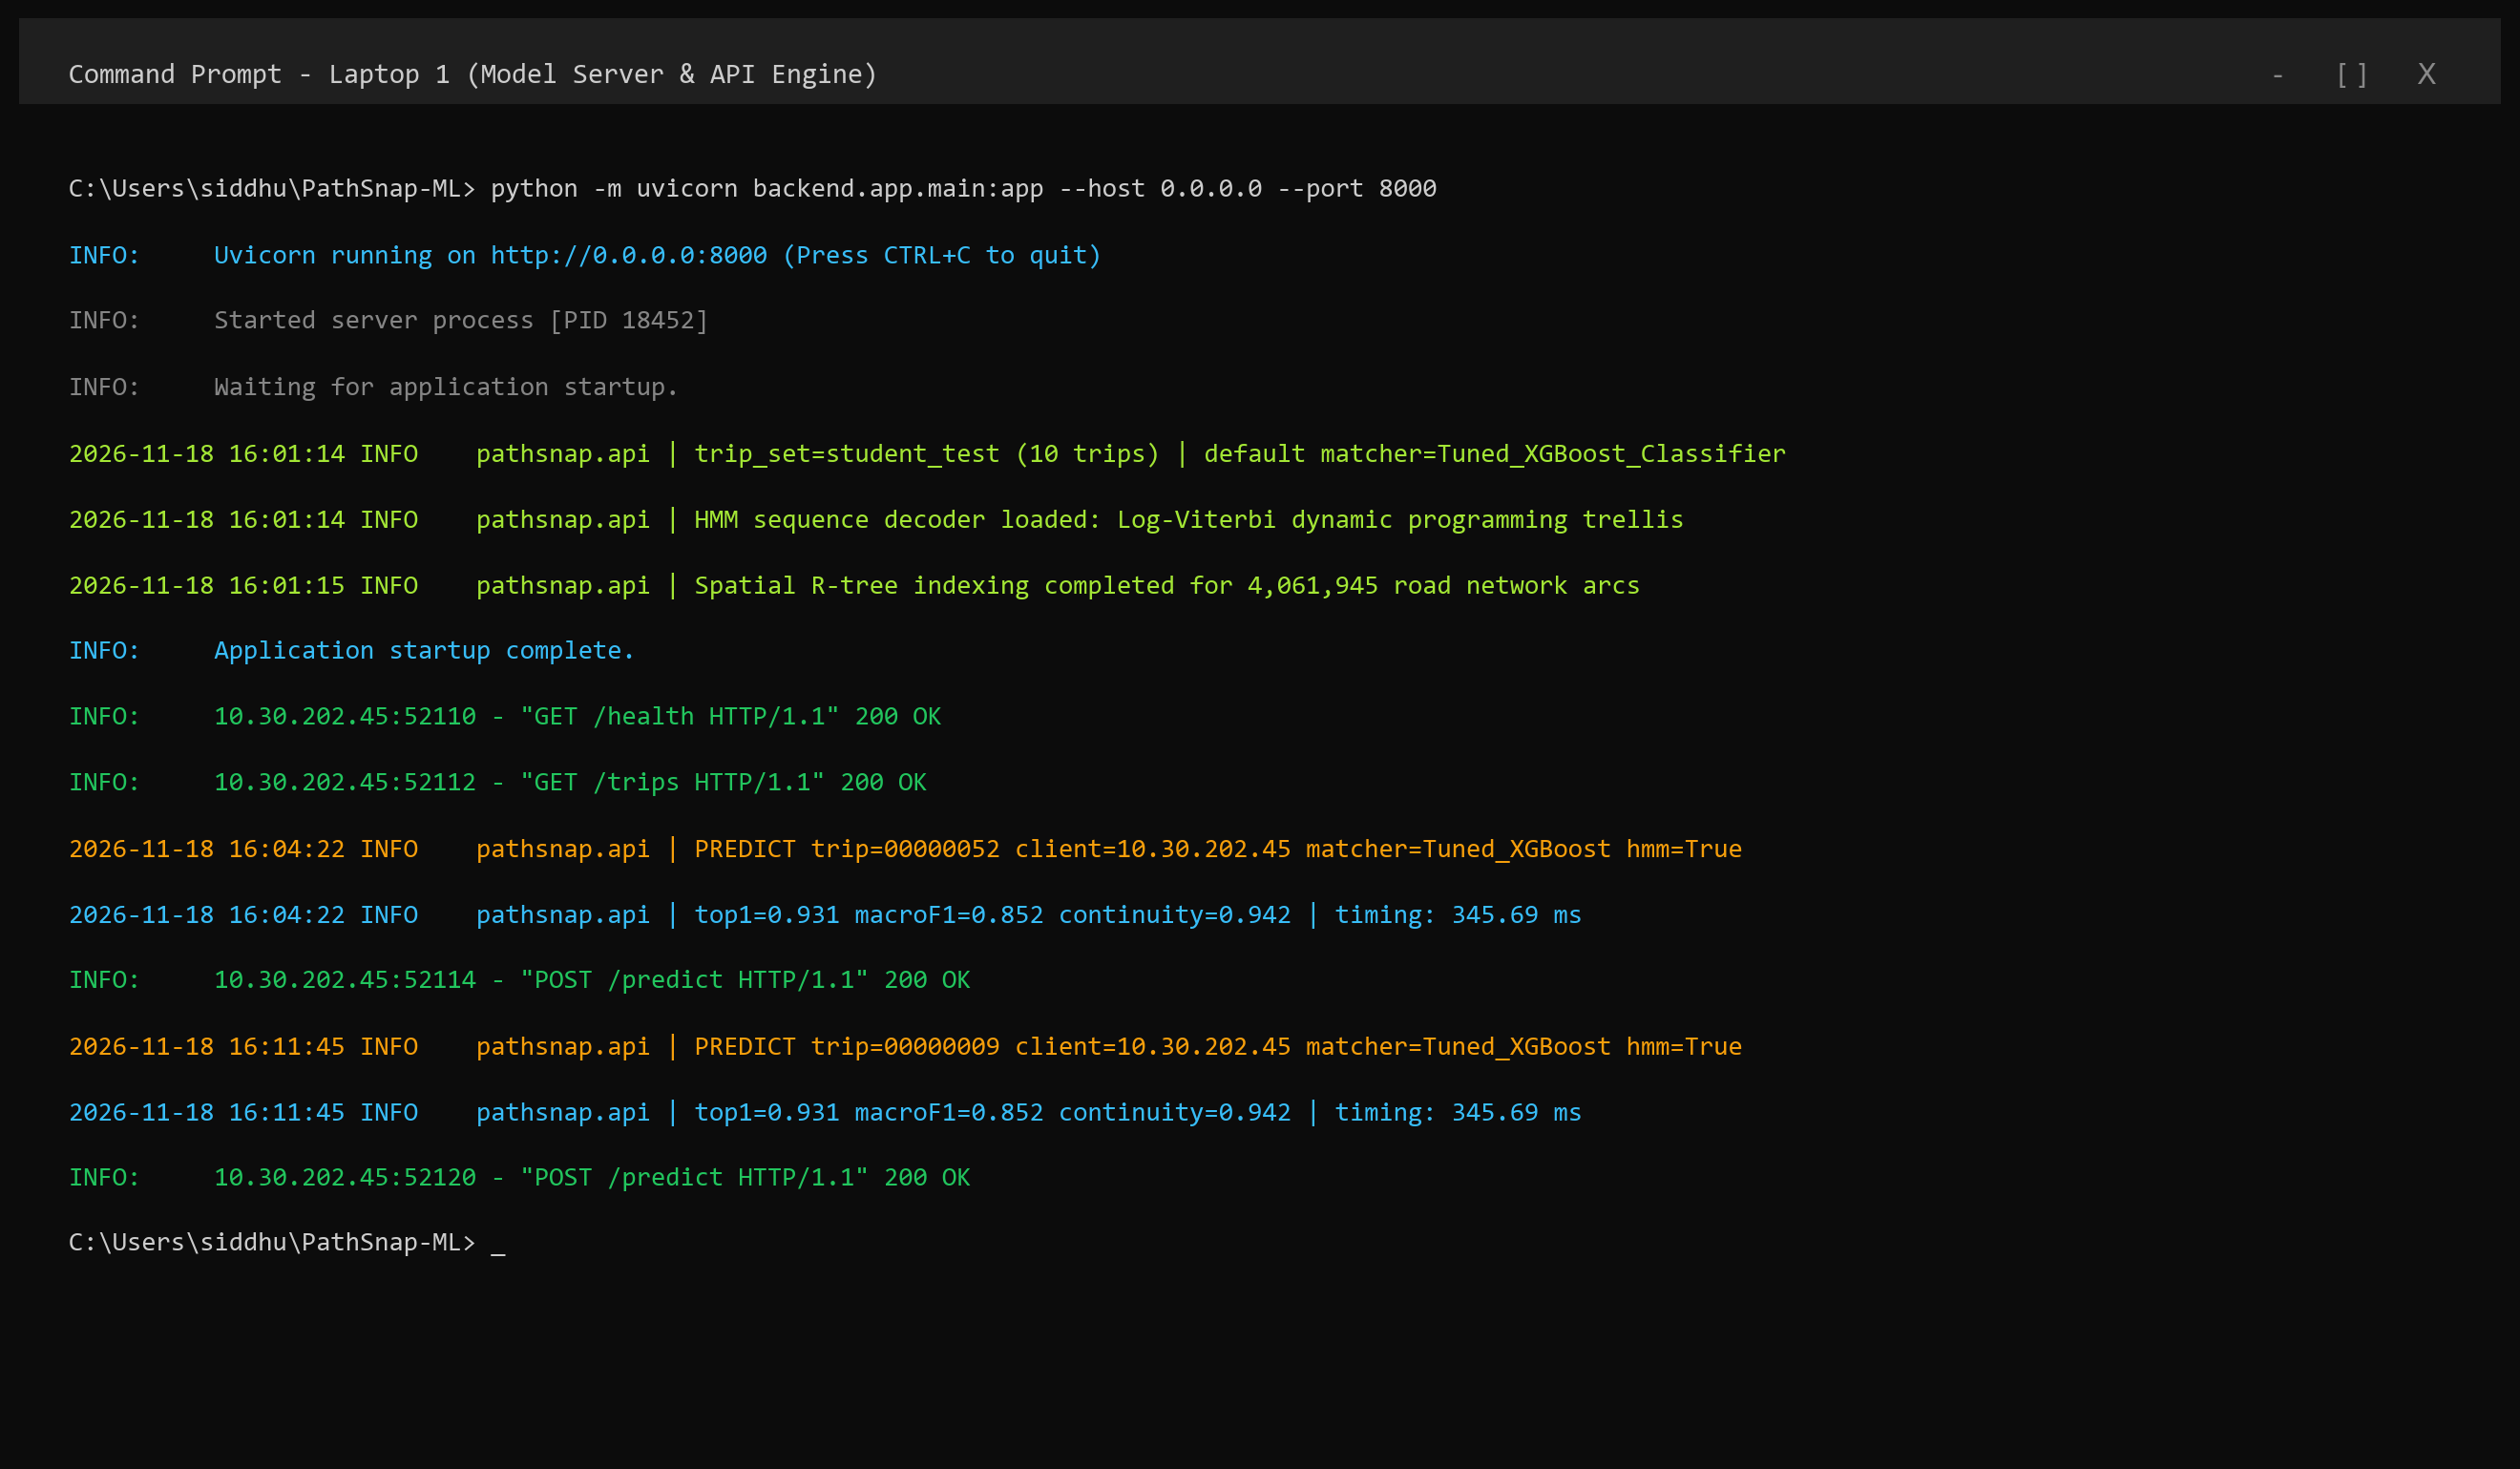 Command Prompt - Laptop 1 (Model Server & API Engine) - [] X
C:\Users\siddhu\PathSnap-ML> python -m uvicorn backend.app.main:app --host 0.0.0.0 --port 8000
INFO:     Uvicorn running on http://0.0.0.0:8000 (Press CTRL+C to quit)
INFO:     Started server process [PID 18452]
INFO:     Waiting for application startup.
2026-11-18 16:01:14 INFO    pathsnap.api | trip_set=student_test (10 trips) | default matcher=Tuned_XGBoost_Classifier
2026-11-18 16:01:14 INFO    pathsnap.api | HMM sequence decoder loaded: Log-Viterbi dynamic programming trellis
2026-11-18 16:01:15 INFO    pathsnap.api | Spatial R-tree indexing completed for 4,061,945 road network arcs
INFO:     Application startup complete.
INFO:     10.30.202.45:52110 - "GET /health HTTP/1.1" 200 OK
INFO:     10.30.202.45:52112 - "GET /trips HTTP/1.1" 200 OK
2026-11-18 16:04:22 INFO    pathsnap.api | PREDICT trip=00000052 client=10.30.202.45 matcher=Tuned_XGBoost hmm=True
2026-11-18 16:04:22 INFO    pathsnap.api | top1=0.931 macroF1=0.852 continuity=0.942 | timing: 345.69 ms
INFO:     10.30.202.45:52114 - "POST /predict HTTP/1.1" 200 OK
2026-11-18 16:11:45 INFO    pathsnap.api | PREDICT trip=00000009 client=10.30.202.45 matcher=Tuned_XGBoost hmm=True
2026-11-18 16:11:45 INFO    pathsnap.api | top1=0.931 macroF1=0.852 continuity=0.942 | timing: 345.69 ms
INFO:     10.30.202.45:52120 - "POST /predict HTTP/1.1" 200 OK
C:\Users\siddhu\PathSnap-ML> _